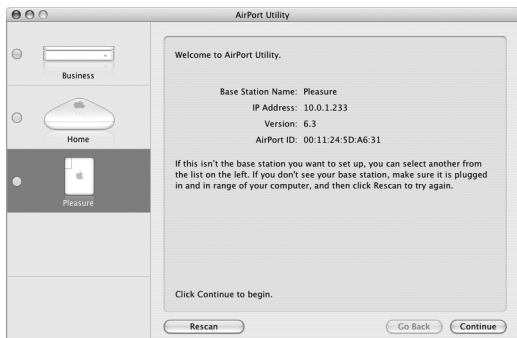 AirPort Utility
Business
Home
Pleasure
Welcome to AirPort Utility.
Base Station Name: Pleasure
IP Address: 10.0.1.233
Version: 6.3
AirPort ID: 00:11:24:5D:A6:31
If this isn't the base station you want to set up, you can select another from
the list on the left. If you don't see your base station, make sure it is plugged
in and in range of your computer, and then click Rescan to try again.
Click Continue to begin.
Rescan
Go Back
Continue